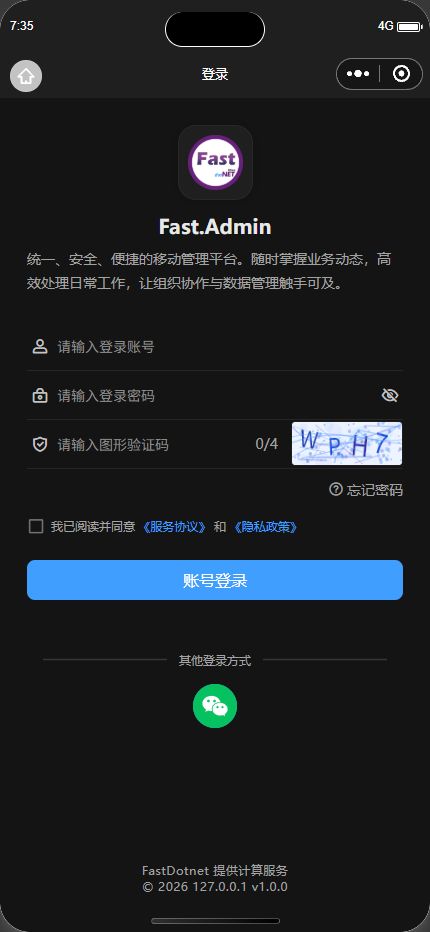 7:35
4G
登录
Fast
NET
Fast.Admin
统一、安全、便捷的移动管理平台。随时掌握业务动态，高
效处理日常工作，让组织协作与数据管理触手可及。
请输入登录账号
请输入登录密码
请输入图形验证码
0/4
WPH7
忘记密码
我已阅读并同意《服务协议》和《隐私政策》
账号登录
其他登录方式
FastDotnet 提供计算服务
© 2026 127.0.0.1 v1.0.0